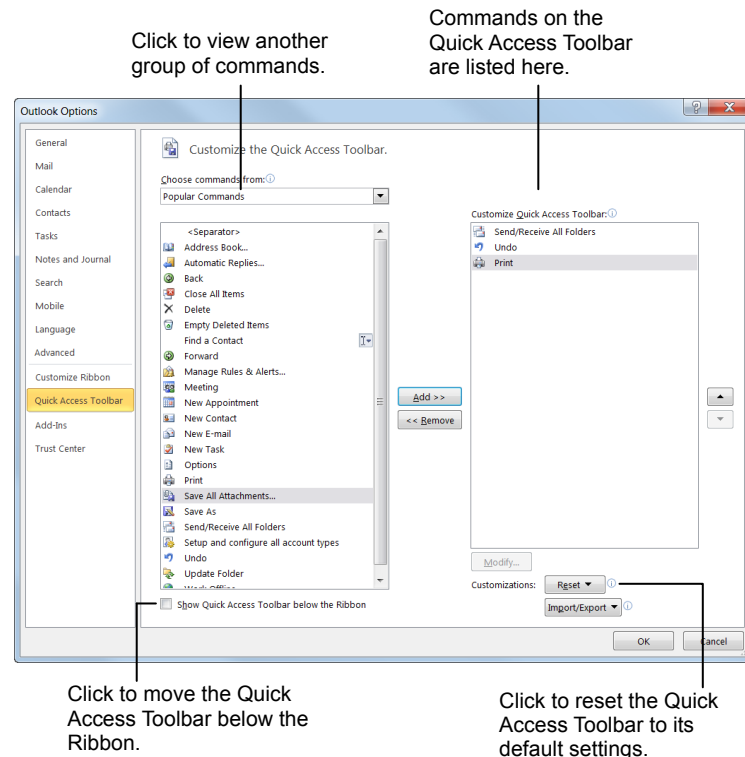 Click to view another
group of commands.
Commands on the
Quick Access Toolbar
are listed here.
Outlook Options
General
Mail
Calendar
Contacts
Tasks
Notes and Journal
Search
Mobile
Language
Advanced
Customize Ribbon
Quick Access Toolbar
Add-Ins
Trust Center
Customize the Quick Access Toolbar.
Choose commands from:
Popular Commands
<Separator>
Address Book...
Automatic Replies...
Back
Close All Items
Delete
Empty Deleted Items
Find a Contact
Forward
Manage Rules & Alerts...
Meeting
New Appointment
New Contact
New E-mail
New Task
Options
Print
Save All Attachments...
Save As
Send/Receive All Folders
Setup and configure all account types
Undo
Update Folder
Work Offline
Show Quick Access Toolbar below the Ribbon
Add >>
<< Remove
Customize Quick Access Toolbar:
Send/Receive All Folders
Undo
Print
Modify...
Customizations:
Reset
Import/Export
OK
Cancel
Click to move the Quick
Access Toolbar below the
Ribbon.
Click to reset the Quick
Access Toolbar to its
default settings.